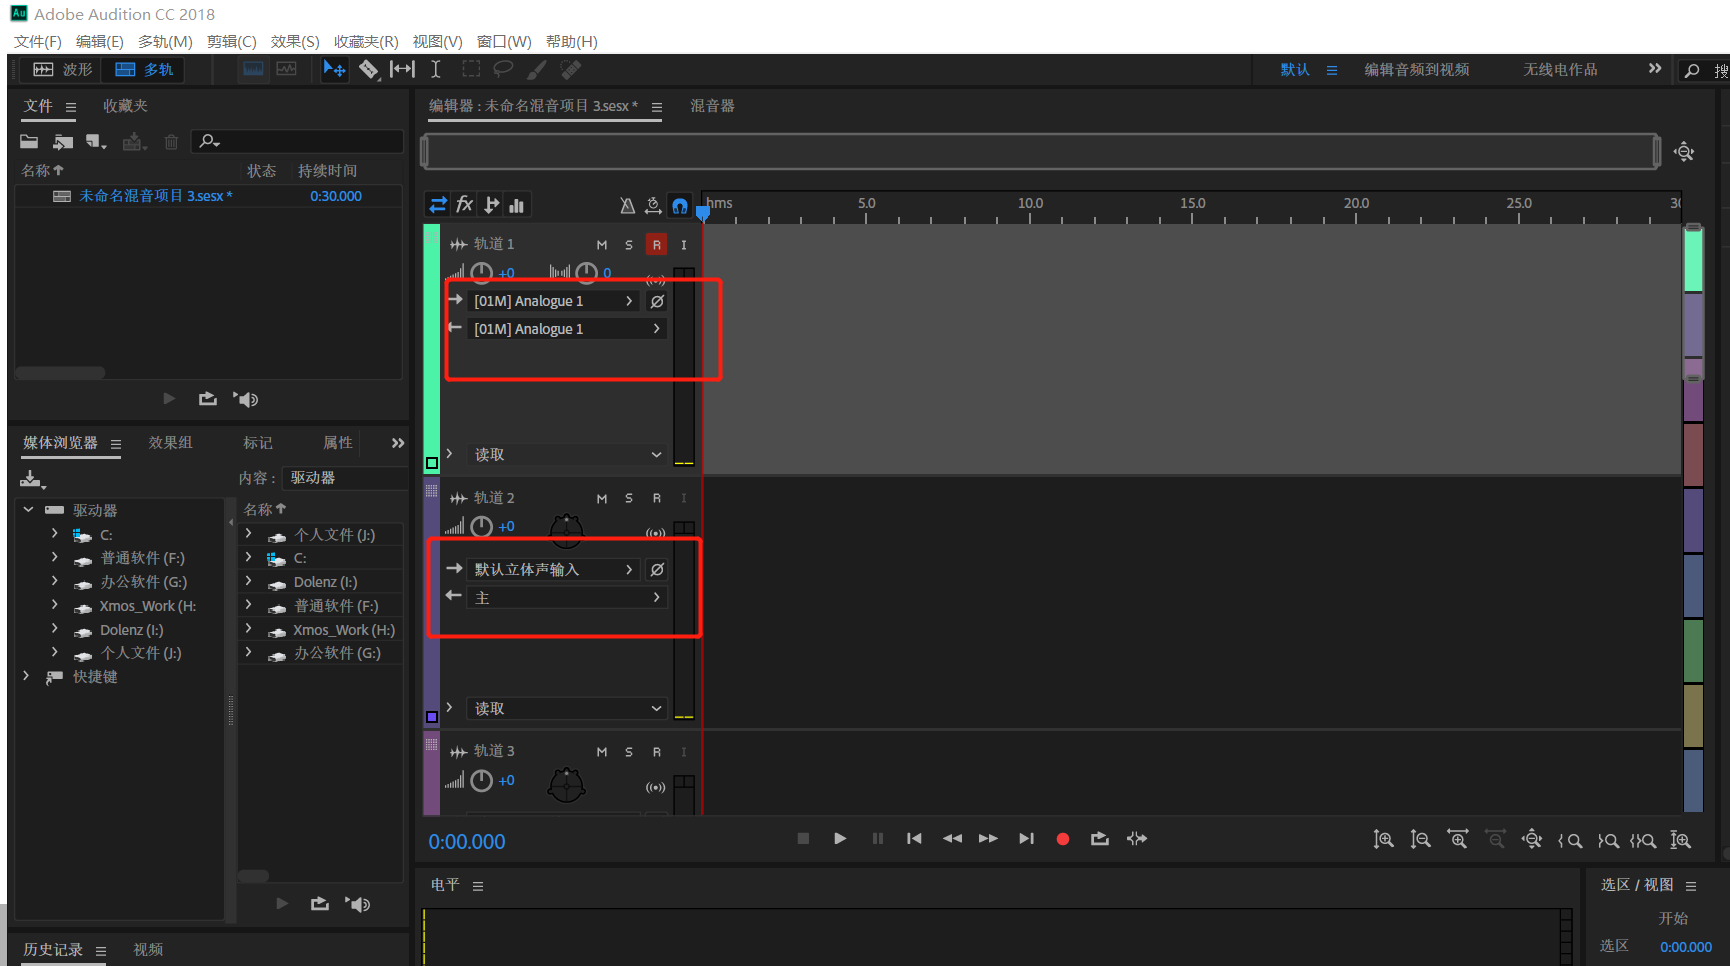 Au Adobe Audition CC 2018
文件(F) 编辑(E) 多轨(M) 剪辑(C) 效果(S) 收藏夹(R) 视图(V) 窗口(W) 帮助(H)
波形 多轨 默认 编辑音频到视频 无线电作品 搜
文件 收藏夹
名称 状态 持续时间
未命名混音项目 3.sesx * 0:30.000
媒体浏览器 效果组 标记 属性
内容: 驱动器
驱动器
C:
普通软件 (F:)
办公软件 (G:)
Xmos_Work (H:
Dolenz (I:)
个人文件 (J:)
快捷键
名称
个人文件 (J:)
C:
Dolenz (I:)
普通软件 (F:)
Xmos_Work (H:)
办公软件 (G:)
历史记录 视频
编辑器: 未命名混音项目 3.sesx * 混音器
fx hms 5.0 10.0 15.0 20.0 25.0 30
轨道 1 M S R I
+0 0
[01M] Analogue 1
[01M] Analogue 1
读取
轨道 2 M S R I
+0
默认立体声输入
主
读取
轨道 3 M S R I
+0
0:00.000
电平
选区 / 视图
开始
选区 0:00.000